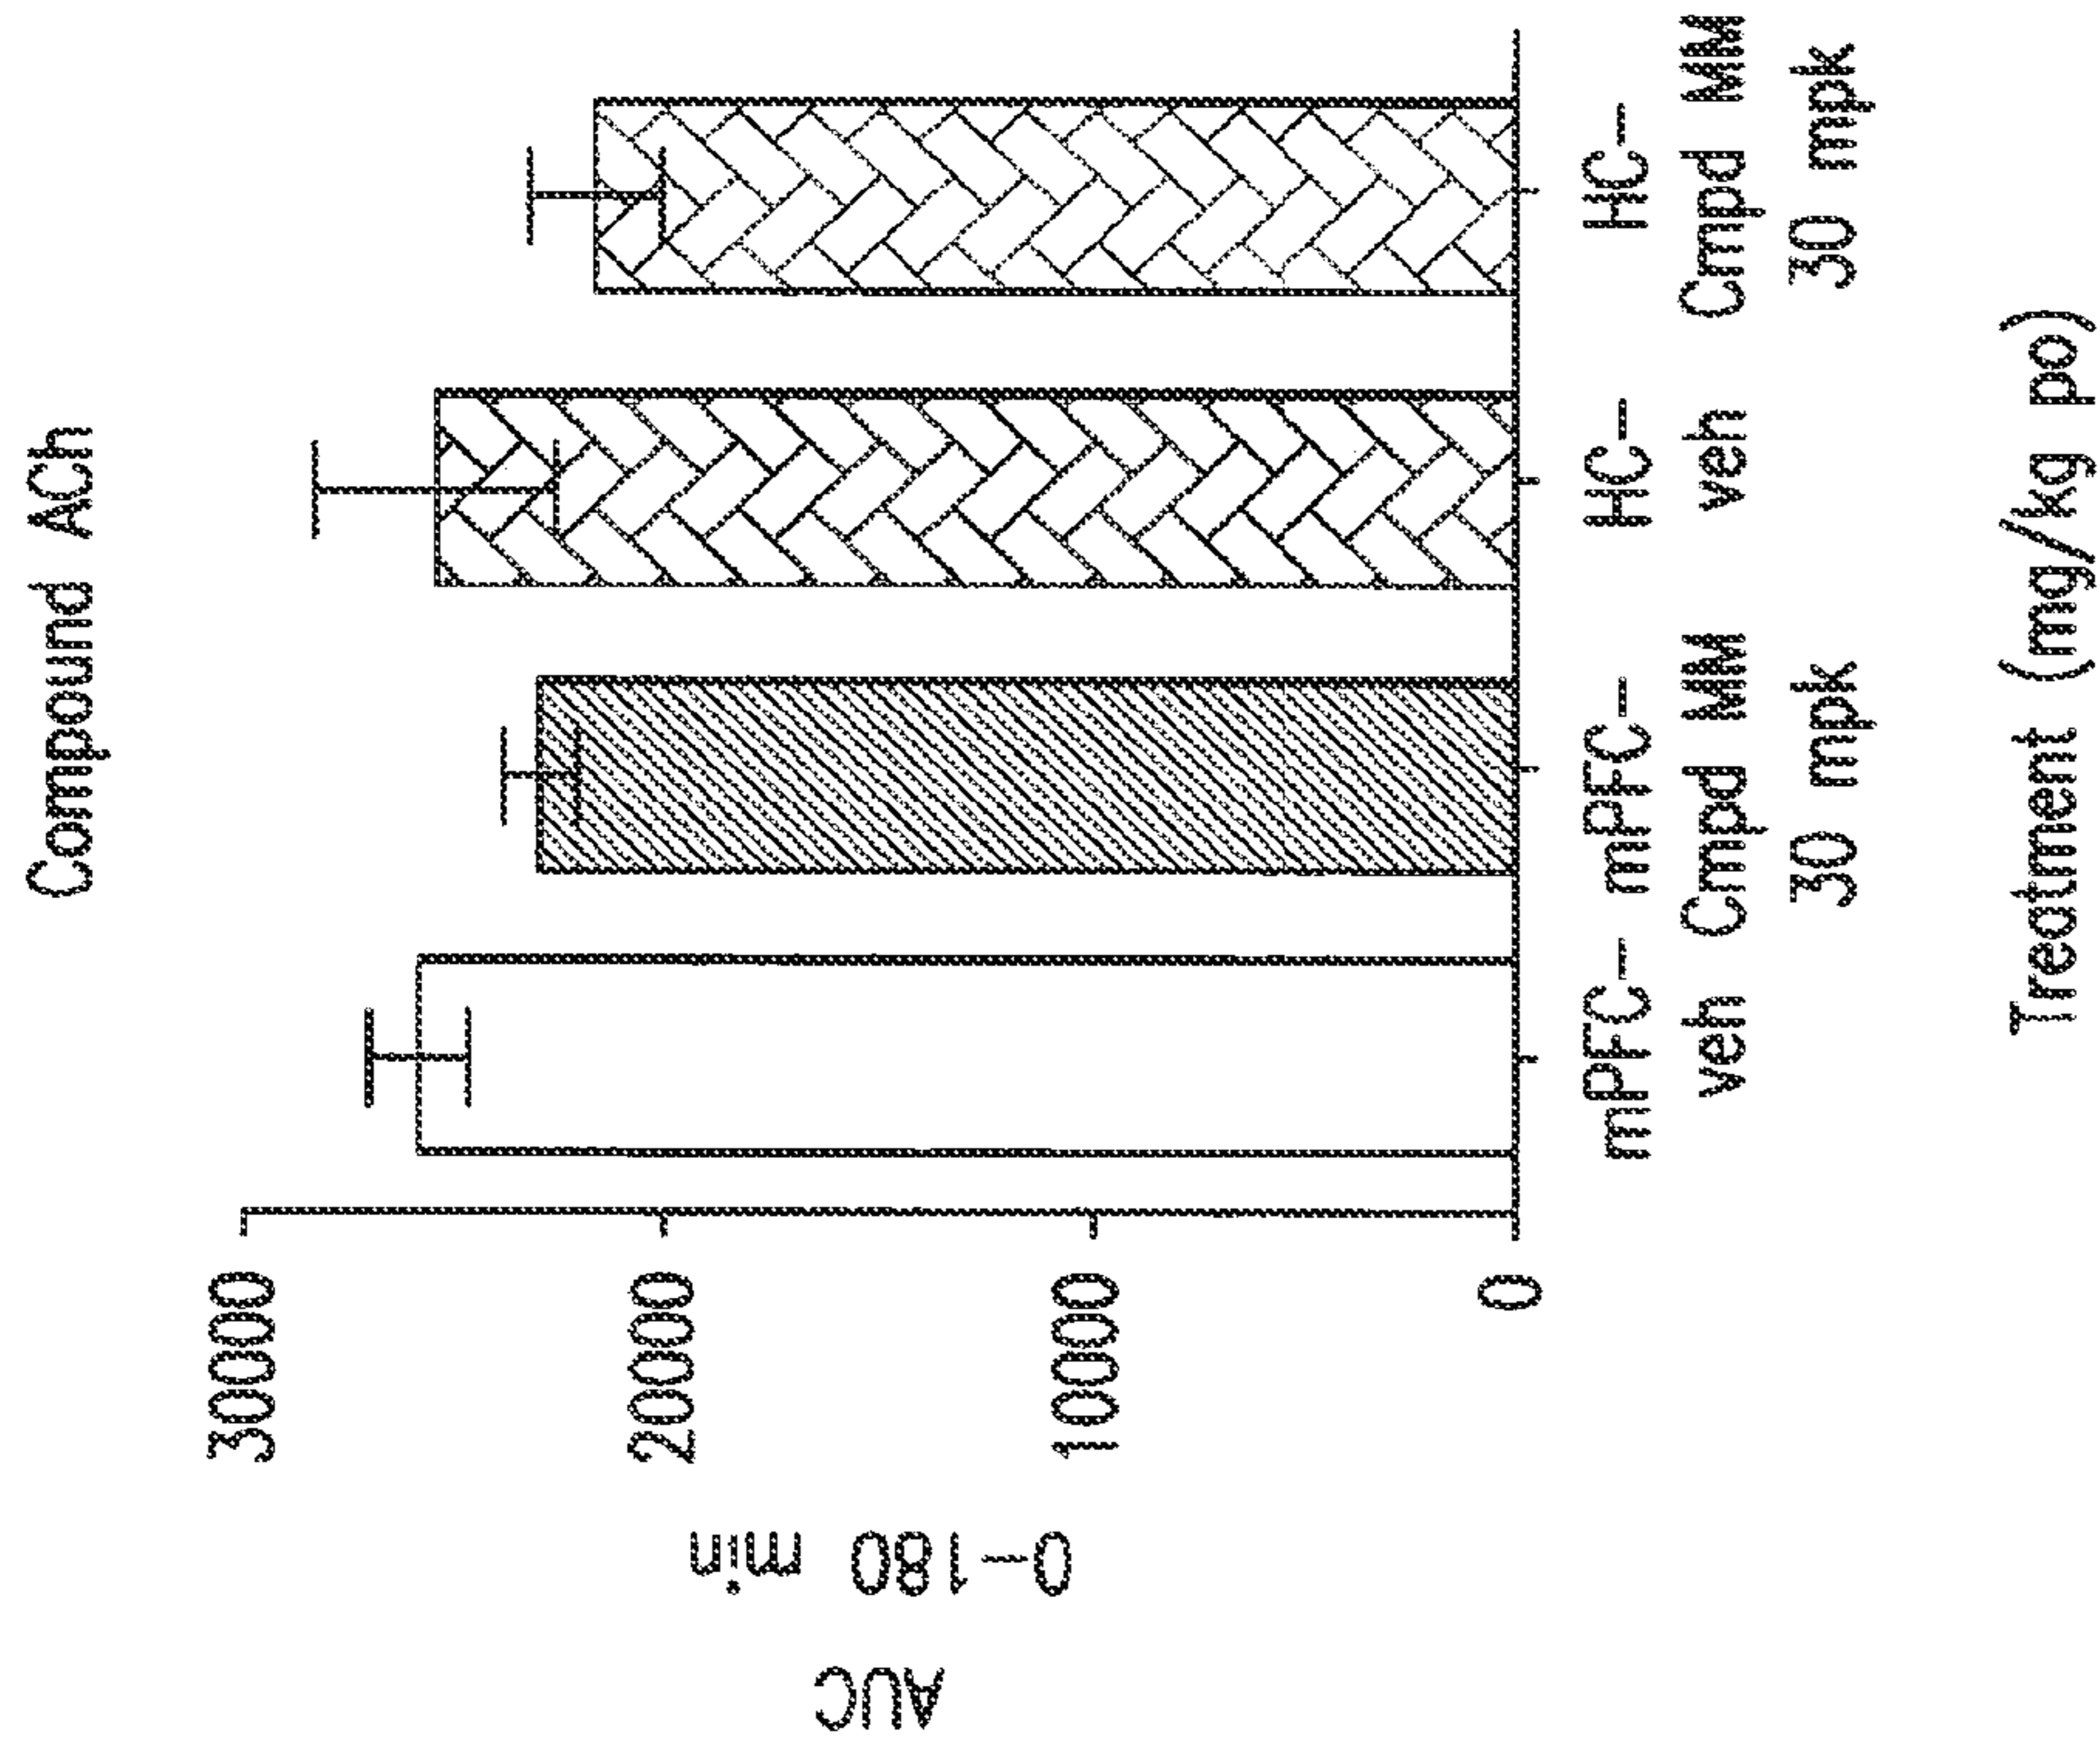 Compound ACh
AUC
0-180 min
30000
20000
10000
0
mPFC- mPFC- HC- HC-
veh Cmpd MM veh Cmpd MM
30 mpk 30 mpk
Treatment (mg/kg po)